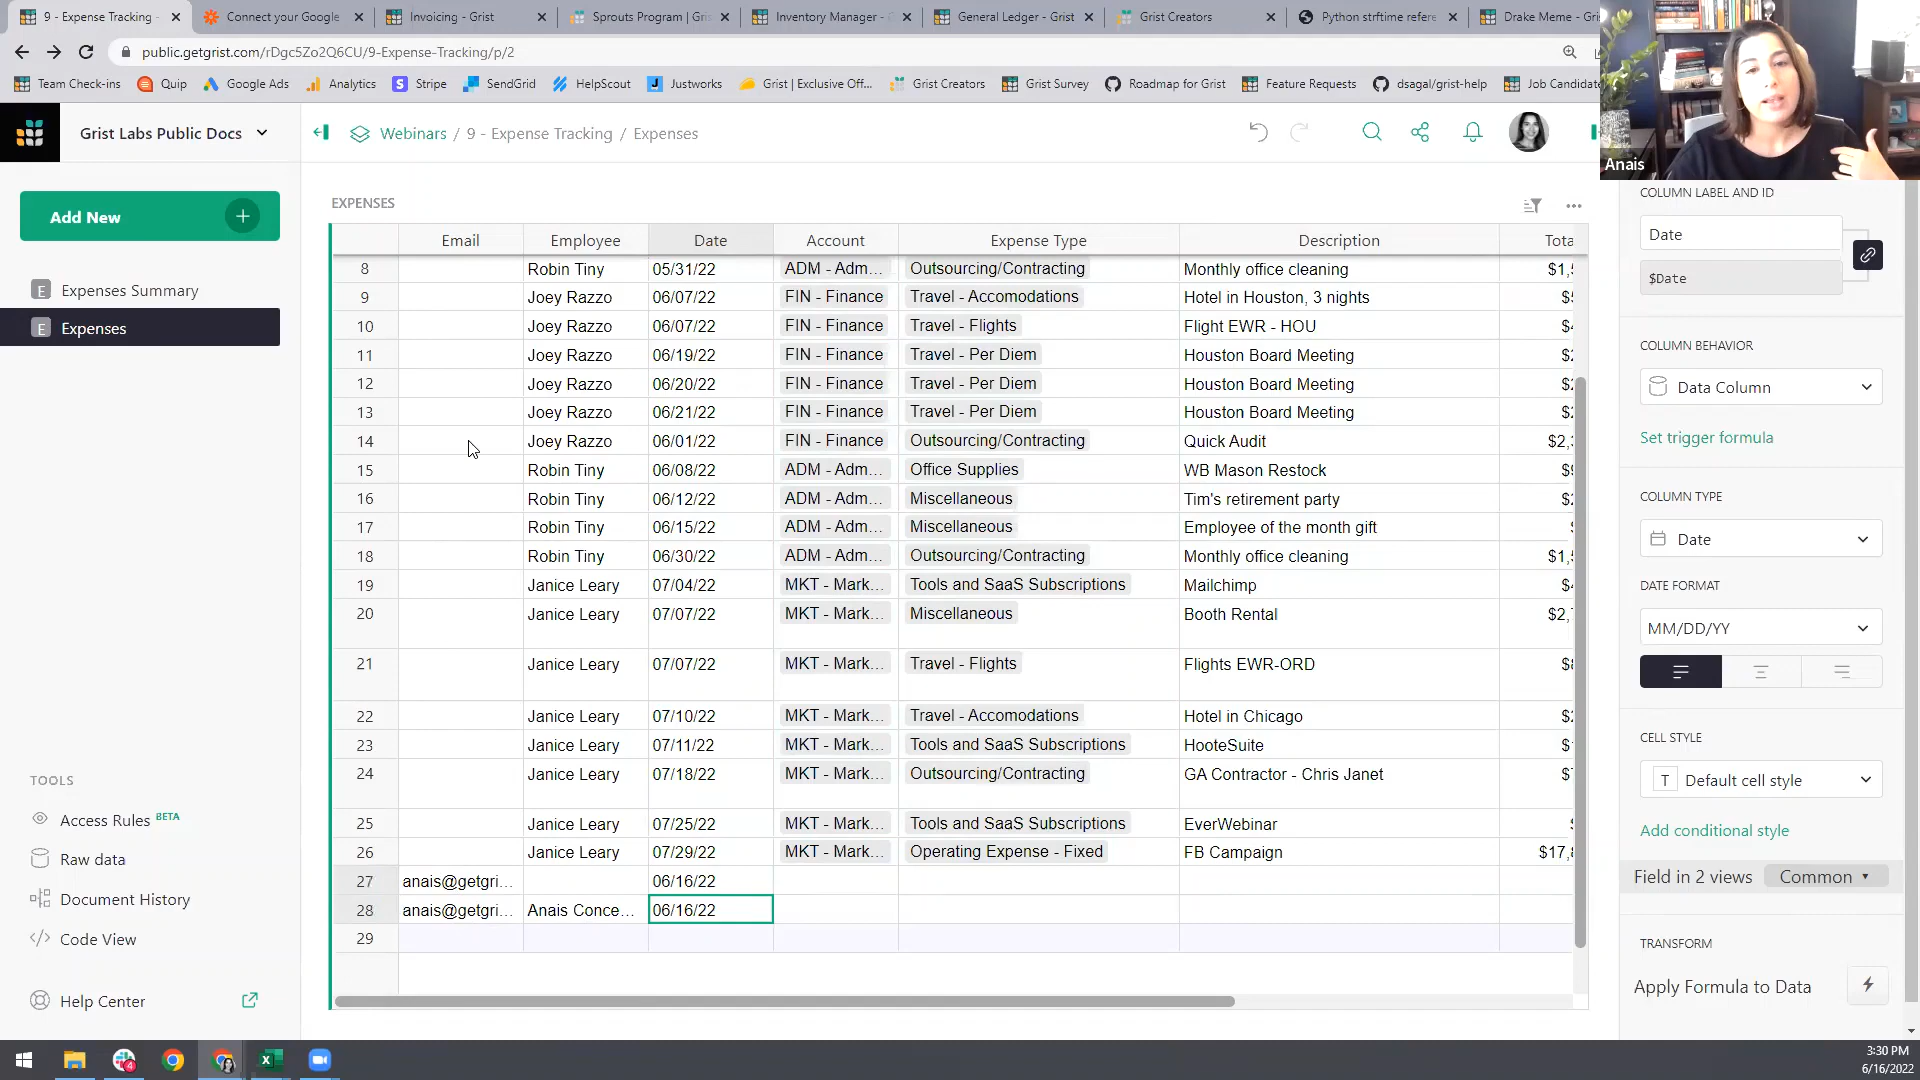 9 - Expense Tracking -
Connect your Google
Invoicing - Grist
Sprouts Program | Gris
Inventory Manager -
General Ledger - Grist
Grist Creators
Python strftime refere
Drake Meme - Gri
public.getgrist.com/rDgc5Zo2Q6CU/9-Expense-Tracking/p/2
Team Check-ins
Quip
Google Ads
Analytics
Stripe
SendGrid
HelpScout
Justworks
Grist | Exclusive Off...
Grist Creators
Grist Survey
Roadmap for Grist
Feature Requests
dsagal/grist-help
Job Candidate
Grist Labs Public Docs
Webinars / 9 - Expense Tracking / Expenses
Anais
Add New
Expenses Summary
Expenses
TOOLS
Access Rules BETA
Raw data
Document History
Code View
Help Center
EXPENSES
Email Employee Date Account Expense Type Description Tota
8 Robin Tiny 05/31/22 ADM - Adm... Outsourcing/Contracting Monthly office cleaning $1,5
9 Joey Razzo 06/07/22 FIN - Finance Travel - Accomodations Hotel in Houston, 3 nights
10 Joey Razzo 06/07/22 FIN - Finance Travel - Flights Flight EWR - HOU
11 Joey Razzo 06/19/22 FIN - Finance Travel - Per Diem Houston Board Meeting
12 Joey Razzo 06/20/22 FIN - Finance Travel - Per Diem Houston Board Meeting
13 Joey Razzo 06/21/22 FIN - Finance Travel - Per Diem Houston Board Meeting
14 Joey Razzo 06/01/22 FIN - Finance Outsourcing/Contracting Quick Audit
15 Robin Tiny 06/08/22 ADM - Adm... Office Supplies WB Mason Restock
16 Robin Tiny 06/12/22 ADM - Adm... Miscellaneous Tim's retirement party
17 Robin Tiny 06/15/22 ADM - Adm... Miscellaneous Employee of the month gift
18 Robin Tiny 06/30/22 ADM - Adm... Outsourcing/Contracting Monthly office cleaning $1,5
19 Janice Leary 07/04/22 MKT - Mark... Tools and SaaS Subscriptions Mailchimp
20 Janice Leary 07/07/22 MKT - Mark... Miscellaneous Booth Rental
21 Janice Leary 07/07/22 MKT - Mark... Travel - Flights Flights EWR-ORD
22 Janice Leary 07/10/22 MKT - Mark... Travel - Accomodations Hotel in Chicago
23 Janice Leary 07/11/22 MKT - Mark... Tools and SaaS Subscriptions HooteSuite
24 Janice Leary 07/18/22 MKT - Mark... Outsourcing/Contracting GA Contractor - Chris Janet
25 Janice Leary 07/25/22 MKT - Mark... Tools and SaaS Subscriptions EverWebinar
26 Janice Leary 07/29/22 MKT - Mark... Operating Expense - Fixed FB Campaign
27 anais@getgri... 06/16/22
28 anais@getgri... Anais Conce... 06/16/22
29
COLUMN LABEL AND ID
Date
$Date
COLUMN BEHAVIOR
Data Column
Set trigger formula
COLUMN TYPE
Date
DATE FORMAT
MM/DD/YY
CELL STYLE
T Default cell style
Add conditional style
Field in 2 views Common
TRANSFORM
Apply Formula to Data
3:30 PM
6/16/2022